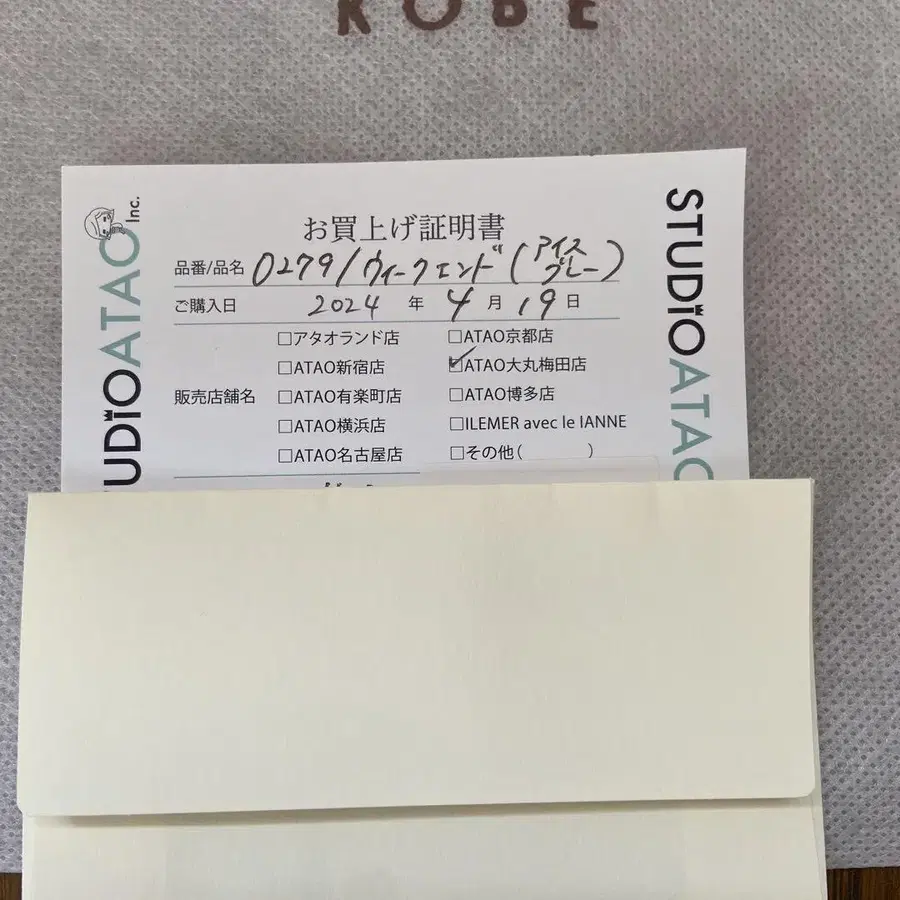 KOBE
お買上げ証明書
品番/品名 0279/ウィークエンド(アイスグレー)
ご購入日 2024 年 4 月 19 日
販売店舗名
□アタオランド店 □ATAO京都店
□ATAO新宿店 ☑ATAO大丸梅田店
□ATAO有楽町店 □ATAO博多店
□ATAO横浜店 □ILEMER avec le IANNE
□ATAO名古屋店 □その他( )
UDIOATAO Inc.
STUDIOATAO